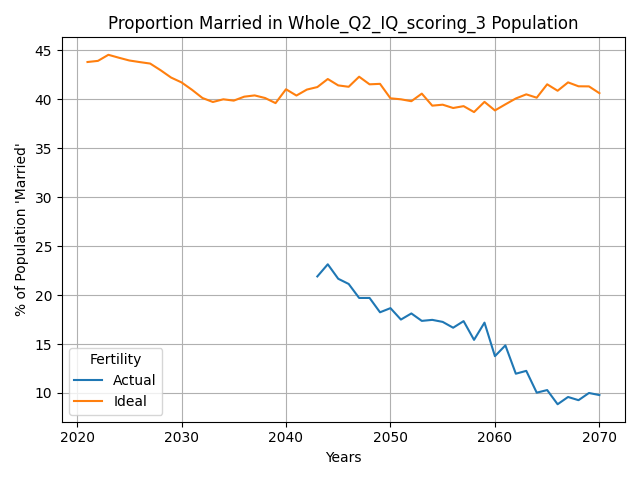 Proportion Married in Whole_Q2_IQ_scoring_3 Population
% of Population 'Married'
45
40
35
30
25
20
15
10
Fertility
Actual
Ideal
2020 2030 2040 2050 2060 2070
Years